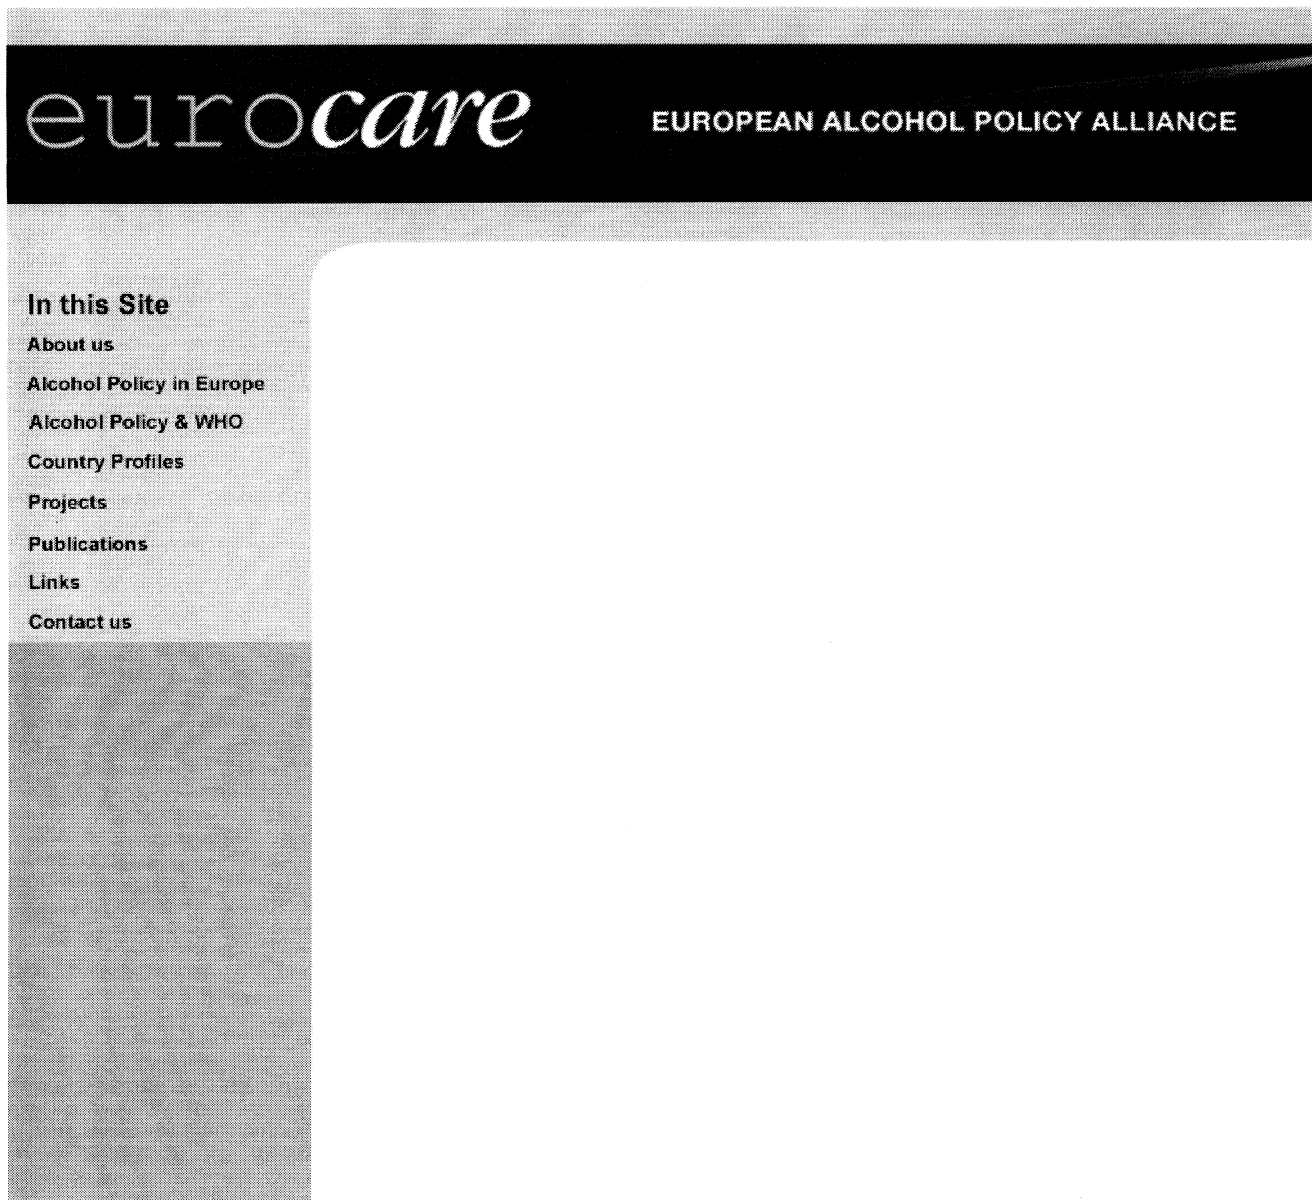 eurocare
EUROPEAN ALCOHOL POLICY ALLIANCE
In this Site
About us
Alcohol Policy in Europe
Alcohol Policy & WHO
Country Profiles
Projects
Publications
Links
Contact us